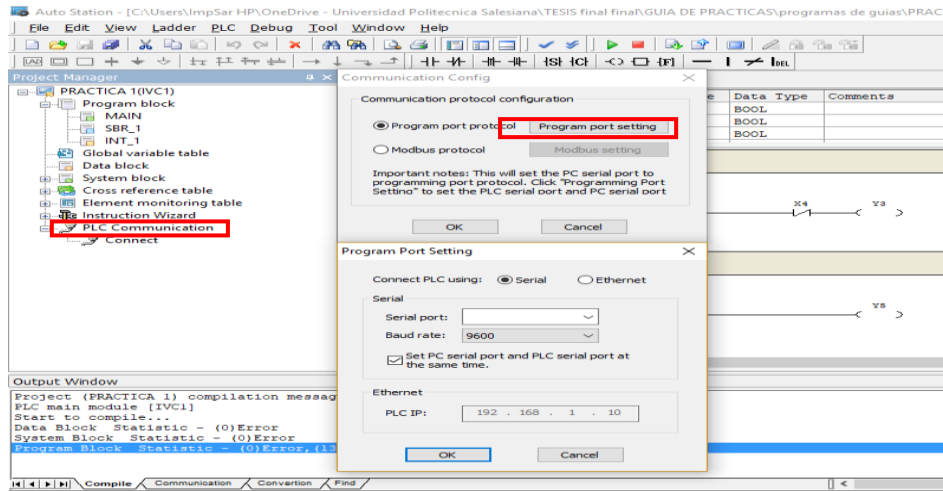 Auto Station - [C:\Users\ImpSar HP\OneDrive - Universidad Politecnica Salesiana\TESIS final final\GUIA DE PRACTICAS\programas de guias\PRAC
File Edit View Ladder PLC Debug Tool Window Help
Project Manager
PRACTICA 1(IVC1)
Program block
MAIN
SBR_1
INT_1
Global variable table
Data block
System block
Cross reference table
Element monitoring table
Instruction Wizard
PLC Communication
Connect
Communication Config
Communication protocol configuration
Program port protocol Program port setting
Modbus protocol Modbus setting
Important notes: This will set the PC serial port to
programming port protocol. Click "Programming Port
Setting" to set the PLC serial port and PC serial port
OK Cancel
Program Port Setting
Connect PLC using: Serial Ethernet
Serial
Serial port:
Baud rate: 9600
Set PC serial port and PLC serial port at
the same time.
Ethernet
PLC IP: 192 . 168 . 1 . 10
OK Cancel
e Data Type Comments
BOOL
BOOL
BOOL
X4 Y3
Y5
Output Window
Project (PRACTICA 1) compilation messag
PLC main module [IVC1]
Start to compile...
Data Block Statistic - (0)Error
System Block Statistic - (0)Error
Program Block Statistic - (0)Error, (13
Compile Communication Convertion Find